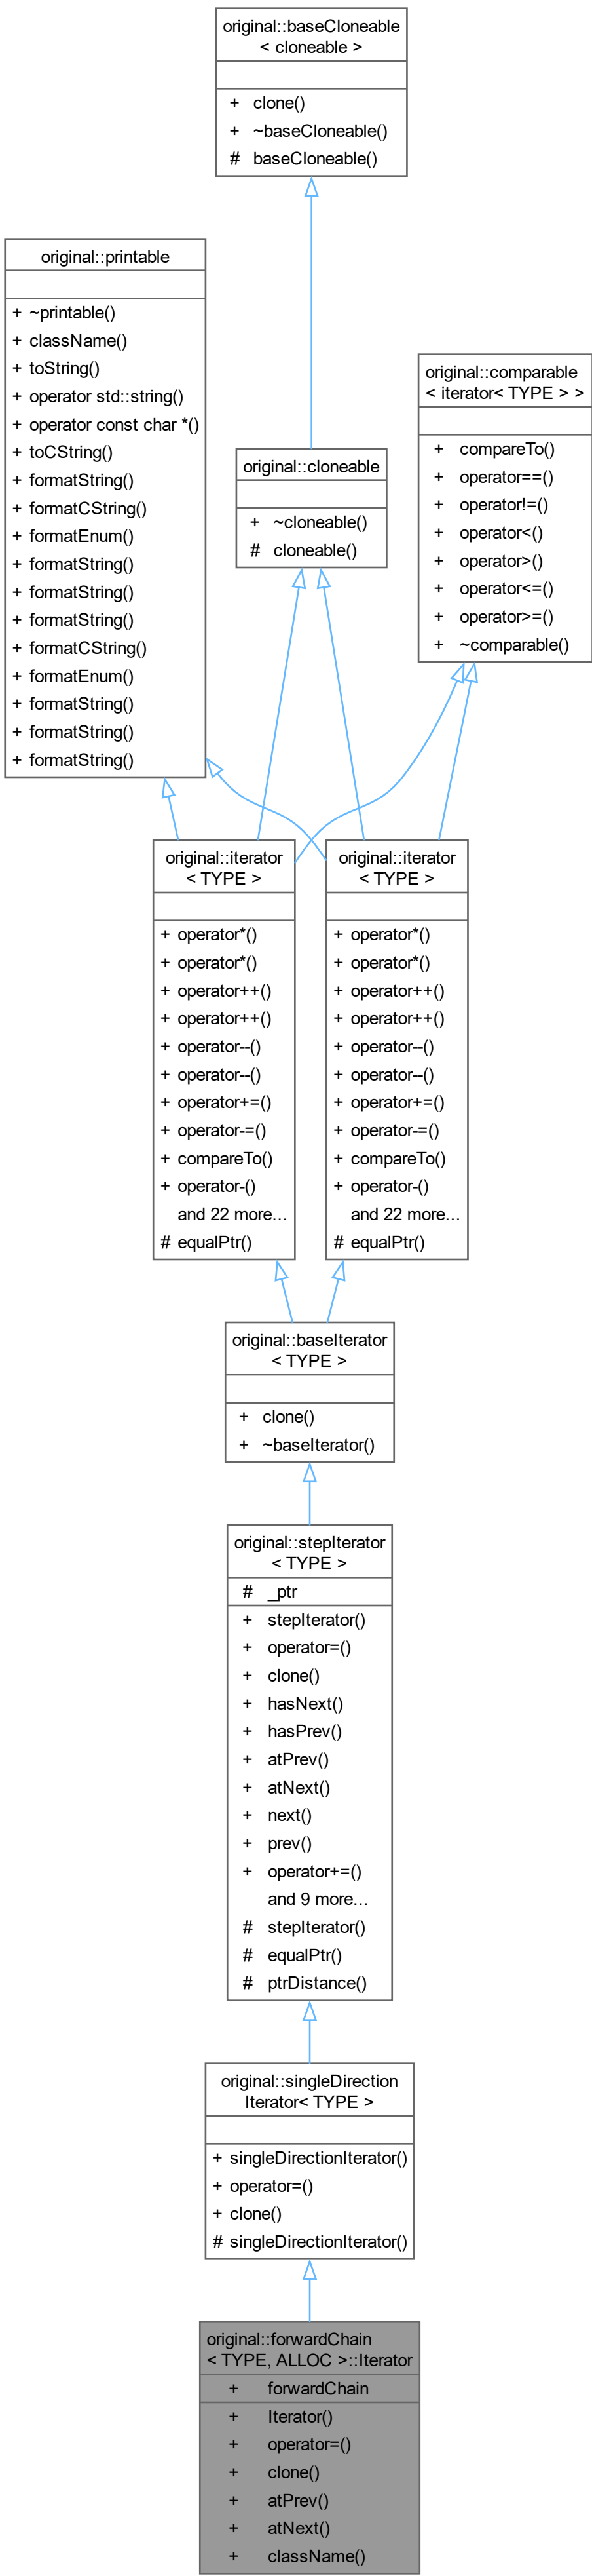 original::baseCloneable
< cloneable >
+ clone()
+ ~baseCloneable()
# baseCloneable()
original::printable
+ ~printable()
+ className()
+ toString()
+ operator std::string()
+ operator const char *()
+ toCString()
+ formatString()
+ formatCString()
+ formatEnum()
+ formatString()
+ formatString()
+ formatString()
+ formatCString()
+ formatEnum()
+ formatString()
+ formatString()
+ formatString()
original::comparable
< iterator< TYPE > >
+ compareTo()
+ operator==()
+ operator!=()
+ operator<()
+ operator>()
+ operator<=()
+ operator>=()
+ ~comparable()
original::cloneable
+ ~cloneable()
# cloneable()
original::iterator
< TYPE >
+ operator*()
+ operator*()
+ operator++()
+ operator++()
+ operator--()
+ operator--()
+ operator+=()
+ operator-=()
+ compareTo()
+ operator-()
and 22 more...
# equalPtr()
original::iterator
< TYPE >
+ operator*()
+ operator*()
+ operator++()
+ operator++()
+ operator--()
+ operator--()
+ operator+=()
+ operator-=()
+ compareTo()
+ operator-()
and 22 more...
# equalPtr()
original::baseIterator
< TYPE >
+ clone()
+ ~baseIterator()
original::stepIterator
< TYPE >
# _ptr
+ stepIterator()
+ operator=()
+ clone()
+ hasNext()
+ hasPrev()
+ atPrev()
+ atNext()
+ next()
+ prev()
+ operator+=()
and 9 more...
# stepIterator()
# equalPtr()
# ptrDistance()
original::singleDirection
Iterator< TYPE >
+ singleDirectionIterator()
+ operator=()
+ clone()
# singleDirectionIterator()
original::forwardChain
< TYPE, ALLOC >::Iterator
+ forwardChain
+ Iterator()
+ operator=()
+ clone()
+ atPrev()
+ atNext()
+ className()